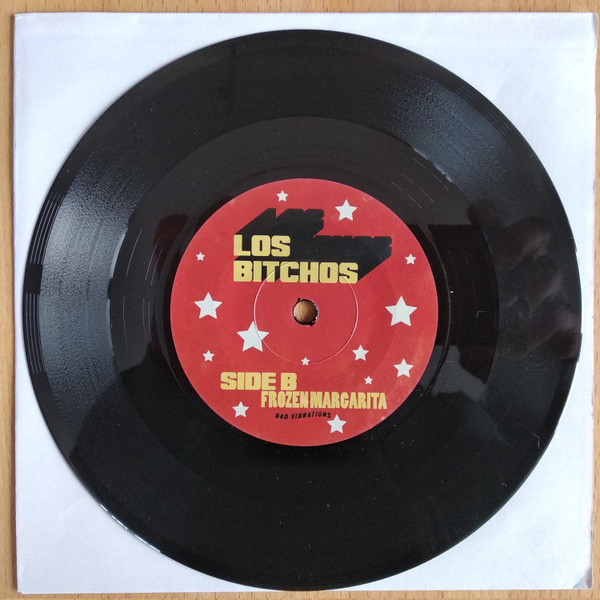 LOS
BITCHOS
SIDE B
FROZEN MARGARITA
BAD VIBRATIONS